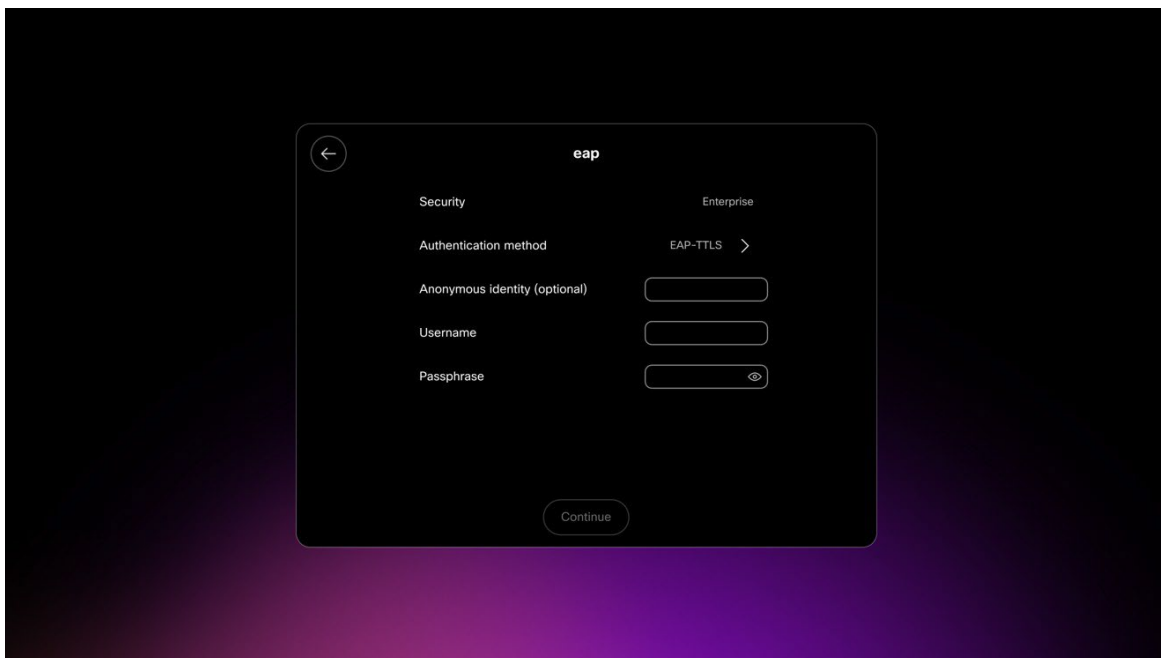 eap
Security Enterprise
Authentication method EAP-TTLS
Anonymous identity (optional)
Username
Passphrase
Continue